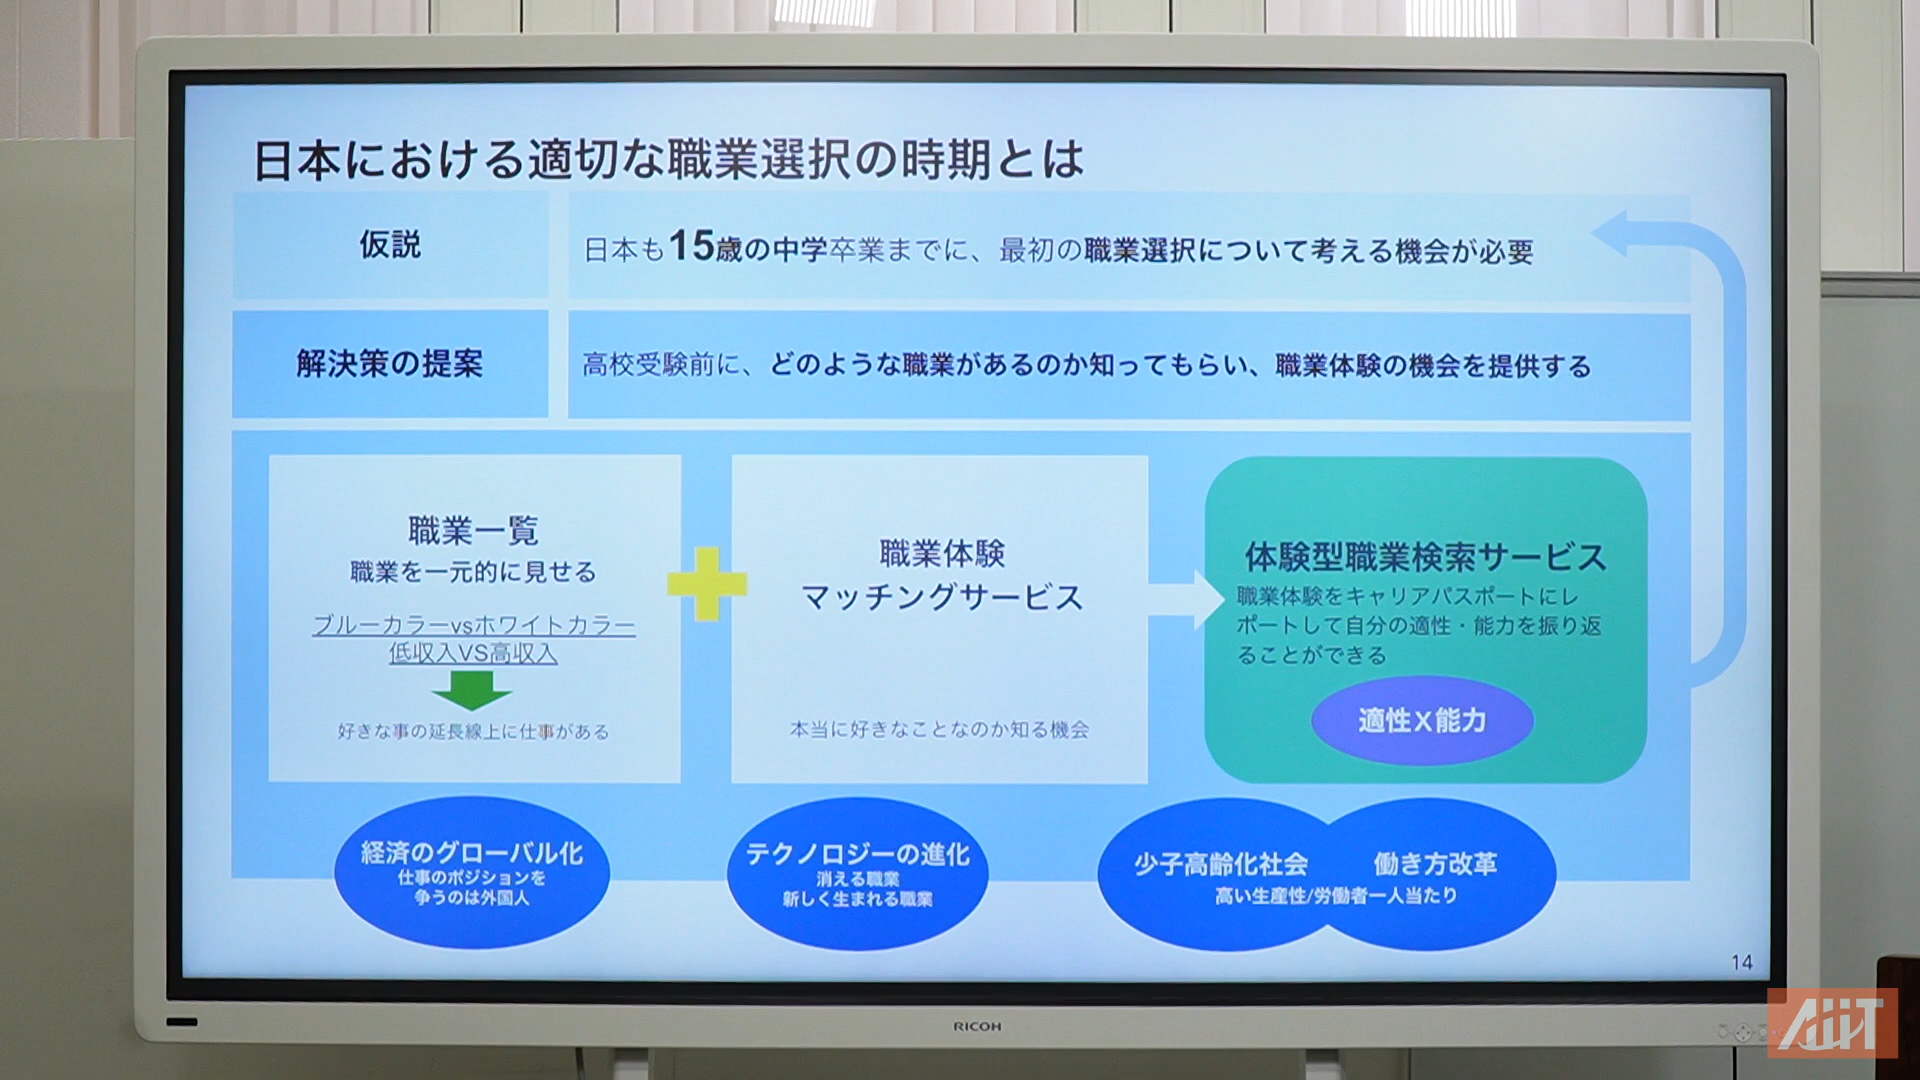 日本における適切な職業選択の時期とは
仮説
日本も15歳の中学卒業までに、最初の職業選択について考える機会が必要
解決策の提案
高校受験前に、どのような職業があるのか知ってもらい、職業体験の機会を提供する
職業一覧
職業を一元的に見せる
ブルーカラーvsホワイトカラー
低収入VS高収入
好きな事の延長線上に仕事がある
職業体験
マッチングサービス
本当に好きなことなのか知る機会
体験型職業検索サービス
職業体験をキャリアパスポートにレ
ポートして自分の適性・能力を振り返
ることができる
適性X能力
経済のグローバル化
仕事のポジションを
争うのは外国人
テクノロジーの進化
消える職業
新しく生まれる職業
少子高齢化社会
働き方改革
高い生産性/労働者一人当たり
14
RICOH
AIIT